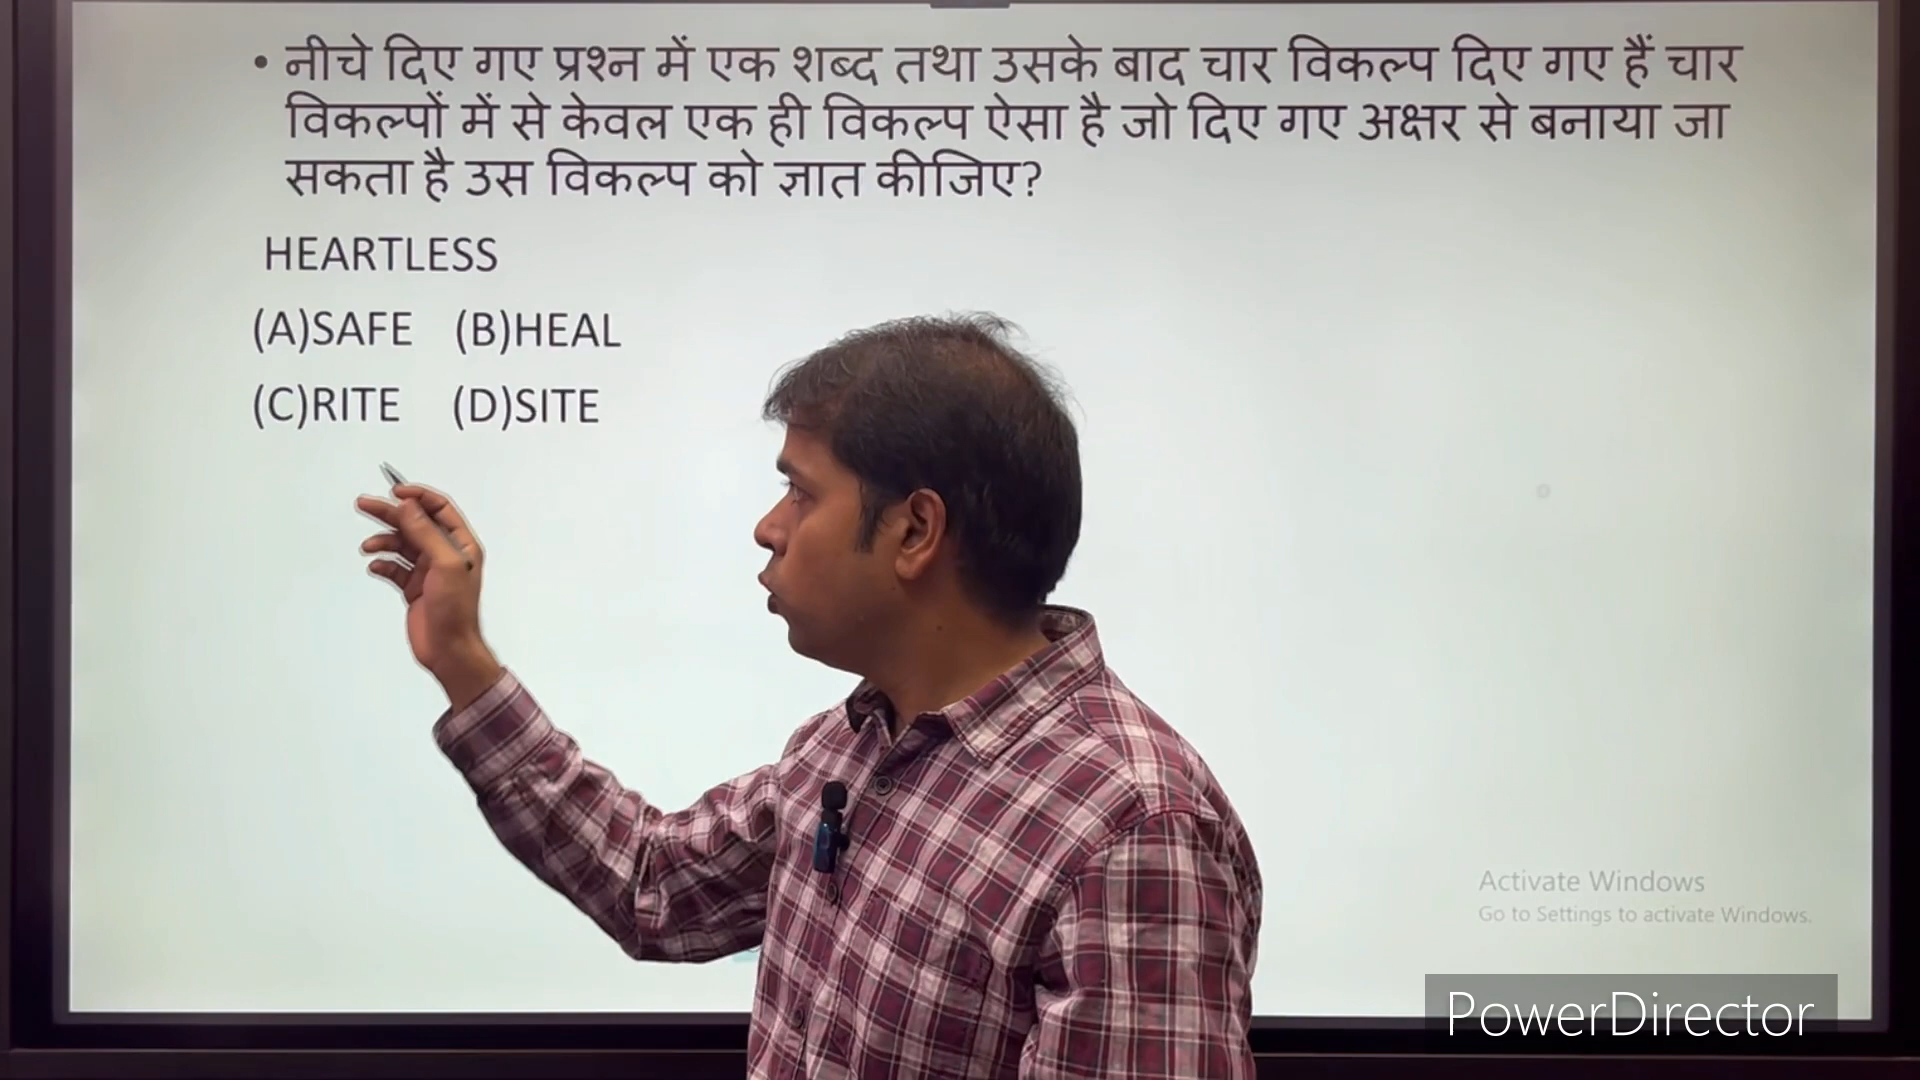 • नीचे दिए गए प्रश्न में एक शब्द तथा उसके बाद चार विकल्प दिए गए हैं चार
विकल्पों में से केवल एक ही विकल्प ऐसा है जो दिए गए अक्षर से बनाया जा
सकता है उस विकल्प को ज्ञात कीजिए?
HEARTLESS
(A)SAFE (B)HEAL
(C)RITE (D)SITE
Activate Windows
Go to Settings to activate Windows.
PowerDirector